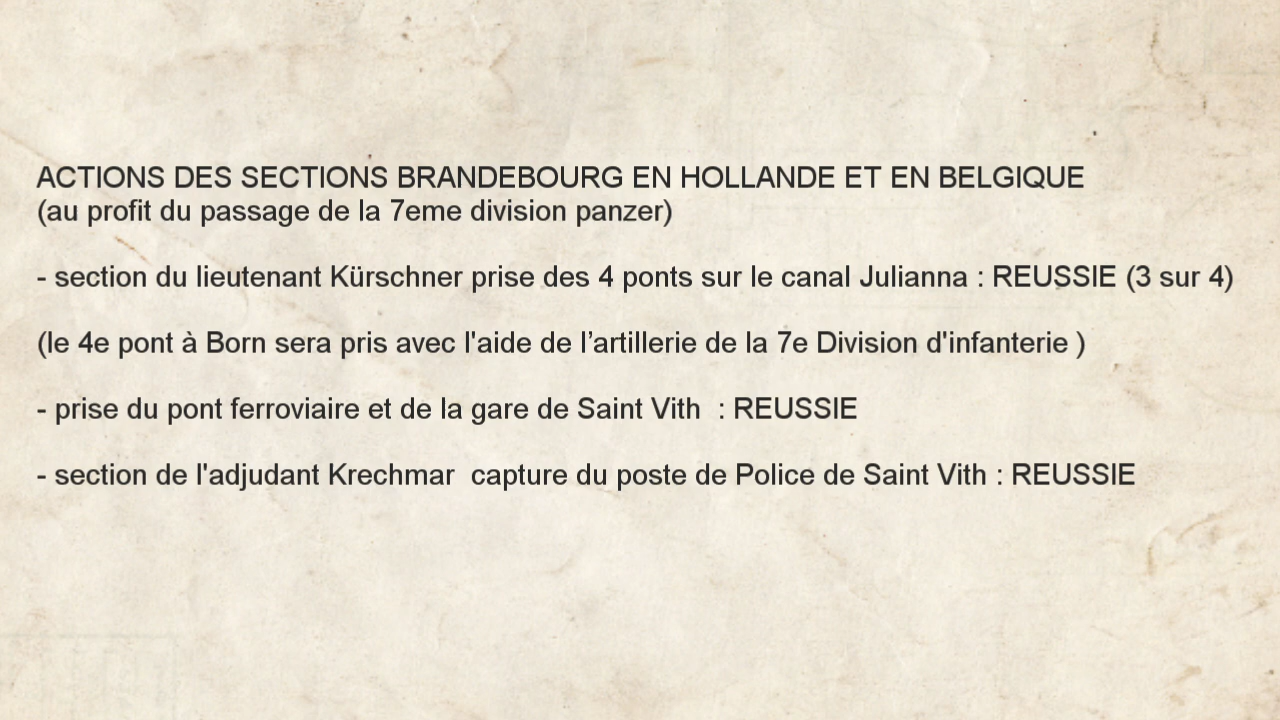 ACTIONS DES SECTIONS BRANDEBOURG EN HOLLANDE ET EN BELGIQUE
(au profit du passage de la 7eme division panzer)
- section du lieutenant Kürschner prise des 4 ponts sur le canal Julianna : REUSSIE (3 sur 4)
(le 4e pont à Born sera pris avec l'aide de l’artillerie de la 7e Division d'infanterie )
- prise du pont ferroviaire et de la gare de Saint Vith  : REUSSIE
- section de l'adjudant Krechmar  capture du poste de Police de Saint Vith : REUSSIE